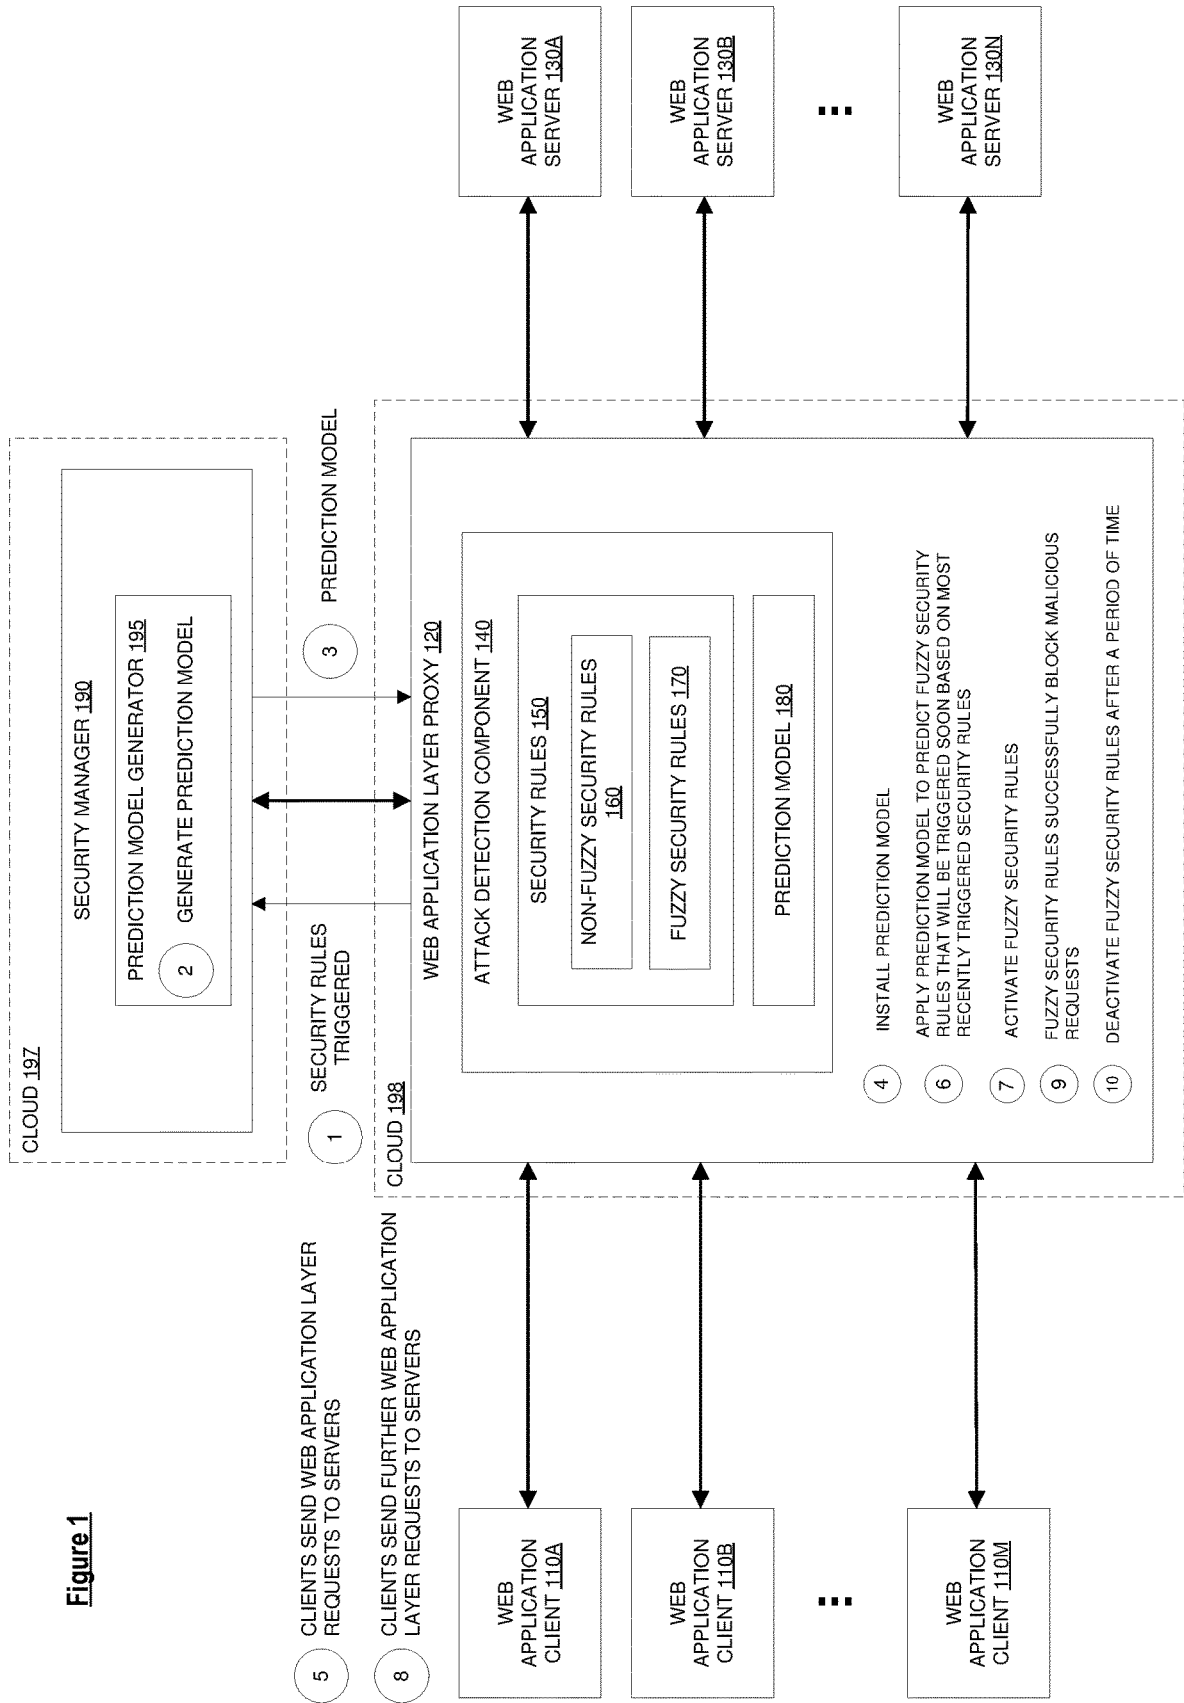 Figure 1
CLOUD 197
SECURITY MANAGER 190
PREDICTION MODEL GENERATOR 195
2
GENERATE PREDICTION MODEL
1
SECURITY RULES
TRIGGERED
3
PREDICTION MODEL
5
CLIENTS SEND WEB APPLICATION LAYER
REQUESTS TO SERVERS
8
CLIENTS SEND FURTHER WEB APPLICATION
LAYER REQUESTS TO SERVERS
CLOUD 198
WEB APPLICATION LAYER PROXY 120
ATTACK DETECTION COMPONENT 140
SECURITY RULES 150
NON-FUZZY SECURITY RULES
160
FUZZY SECURITY RULES 170
PREDICTION MODEL 180
4
INSTALL PREDICTION MODEL
6
APPLY PREDICTION MODEL TO PREDICT FUZZY SECURITY
RULES THAT WILL BE TRIGGERED SOON BASED ON MOST
RECENTLY TRIGGERED SECURITY RULES
7
ACTIVATE FUZZY SECURITY RULES
9
FUZZY SECURITY RULES SUCCESSFULLY BLOCK MALICIOUS
REQUESTS
10
DEACTIVATE FUZZY SECURITY RULES AFTER A PERIOD OF TIME
WEB
APPLICATION
CLIENT 110A
WEB
APPLICATION
CLIENT 110B
...
WEB
APPLICATION
CLIENT 110M
WEB
APPLICATION
SERVER 130A
WEB
APPLICATION
SERVER 130B
...
WEB
APPLICATION
SERVER 130N